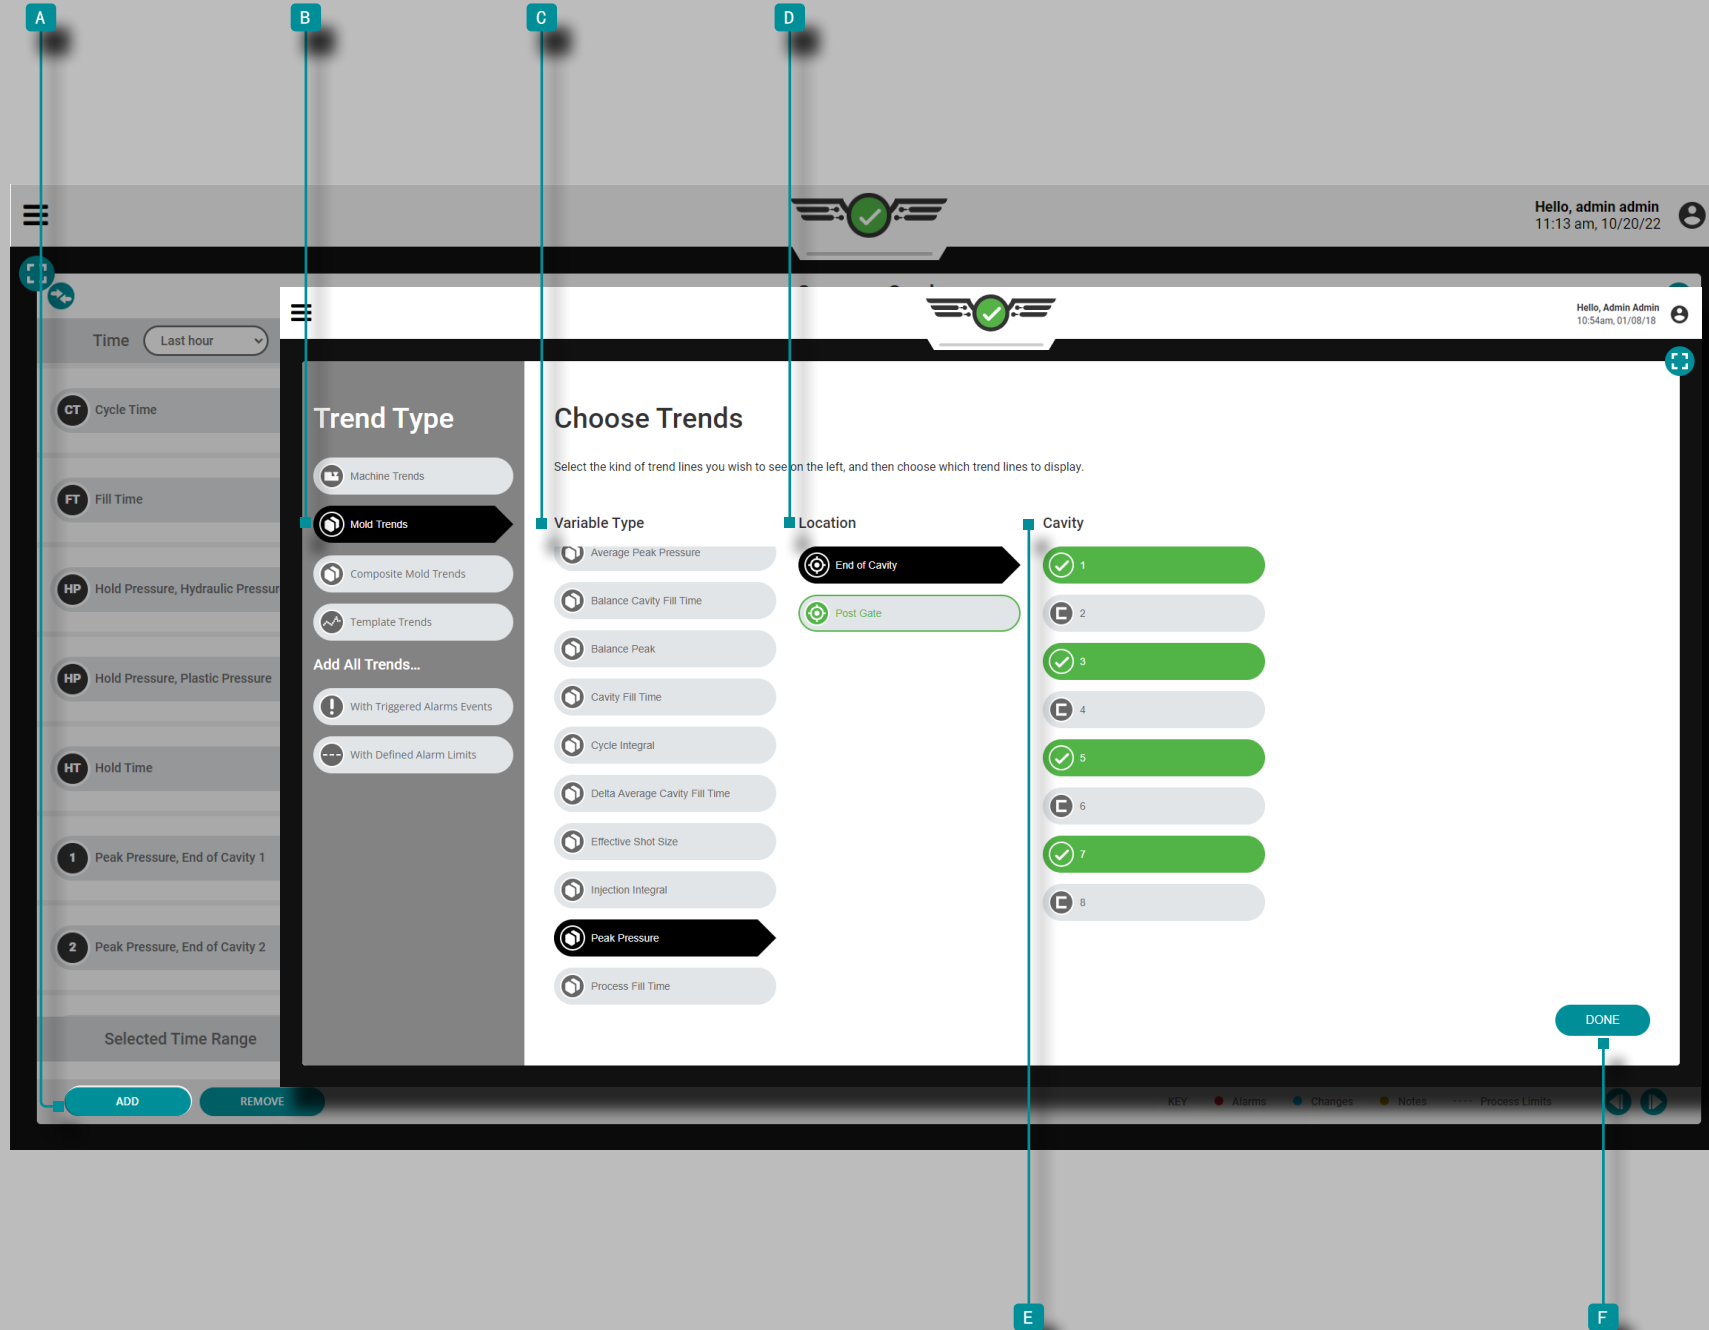 A
B
C
D
Hello, admin admin
11:13 am, 10/20/22
Hello, Admin Admin
10:54am, 01/08/18
Time
Last hour
CT
Cycle Time
FT
Fill Time
HP
Hold Pressure, Hydraulic Pressur
HP
Hold Pressure, Plastic Pressure
HT
Hold Time
1
Peak Pressure, End of Cavity 1
2
Peak Pressure, End of Cavity 2
Selected Time Range
ADD
REMOVE
Trend Type
Machine Trends
Mold Trends
Composite Mold Trends
Template Trends
Add All Trends...
With Triggered Alarms Events
With Defined Alarm Limits
Choose Trends
Select the kind of trend lines you wish to see on the left, and then choose which trend lines to display.
Variable Type
Average Peak Pressure
Balance Cavity Fill Time
Balance Peak
Cavity Fill Time
Cycle Integral
Delta Average Cavity Fill Time
Effective Shot Size
Injection Integral
Peak Pressure
Process Fill Time
Location
End of Cavity
Post Gate
Cavity
1
2
3
4
5
6
7
8
DONE
KEY
Alarms
Changes
Notes
Process Limits
E
F